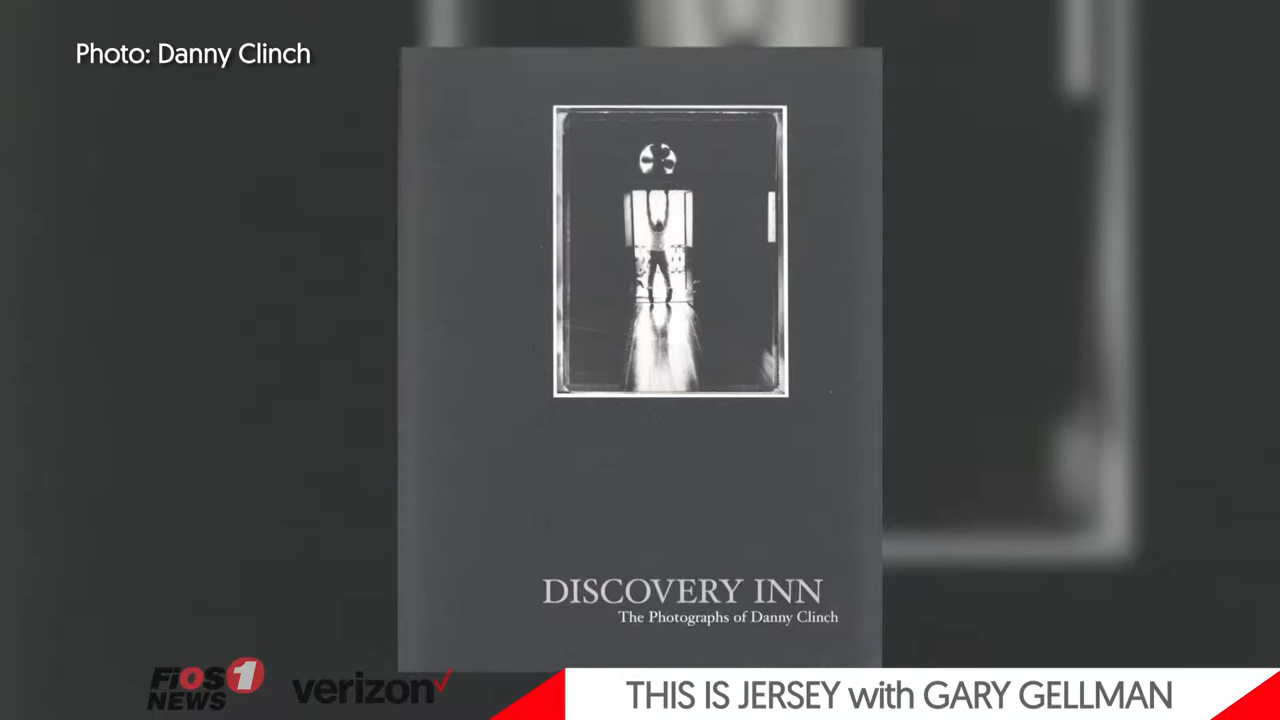 Photo: Danny Clinch
DISCOVERY INN
The Photographs of Danny Clinch
FiOS 1
NEWS
verizon
THIS IS JERSEY with GARY GELLMAN